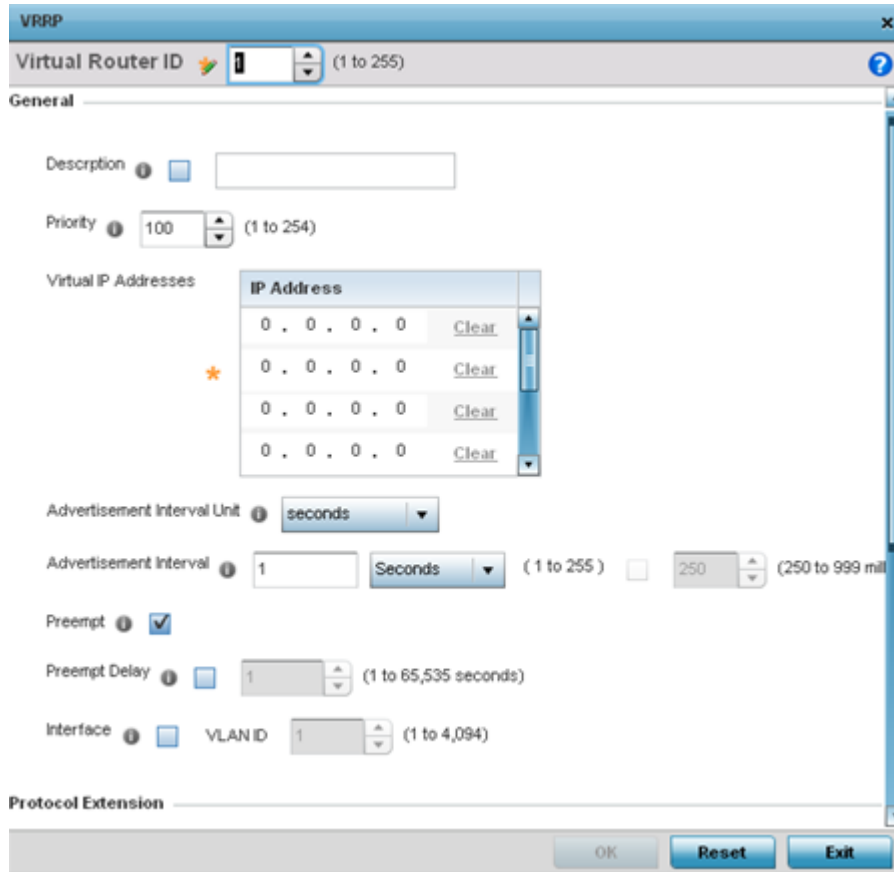 VRRP
Virtual Router ID 1 (1 to 255)
General
Descrption
Priority 100 (1 to 254)
Virtual IP Addresses
IP Address
0 . 0 . 0 . 0 Clear
0 . 0 . 0 . 0 Clear
0 . 0 . 0 . 0 Clear
0 . 0 . 0 . 0 Clear
Advertisement Interval Unit seconds
Advertisement Interval 1 Seconds ( 1 to 255 ) 250 (250 to 999 mill
Preempt
Preempt Delay 1 (1 to 65,535 seconds)
Interface VLAN ID 1 (1 to 4,094)
Protocol Extension
OK Reset Exit